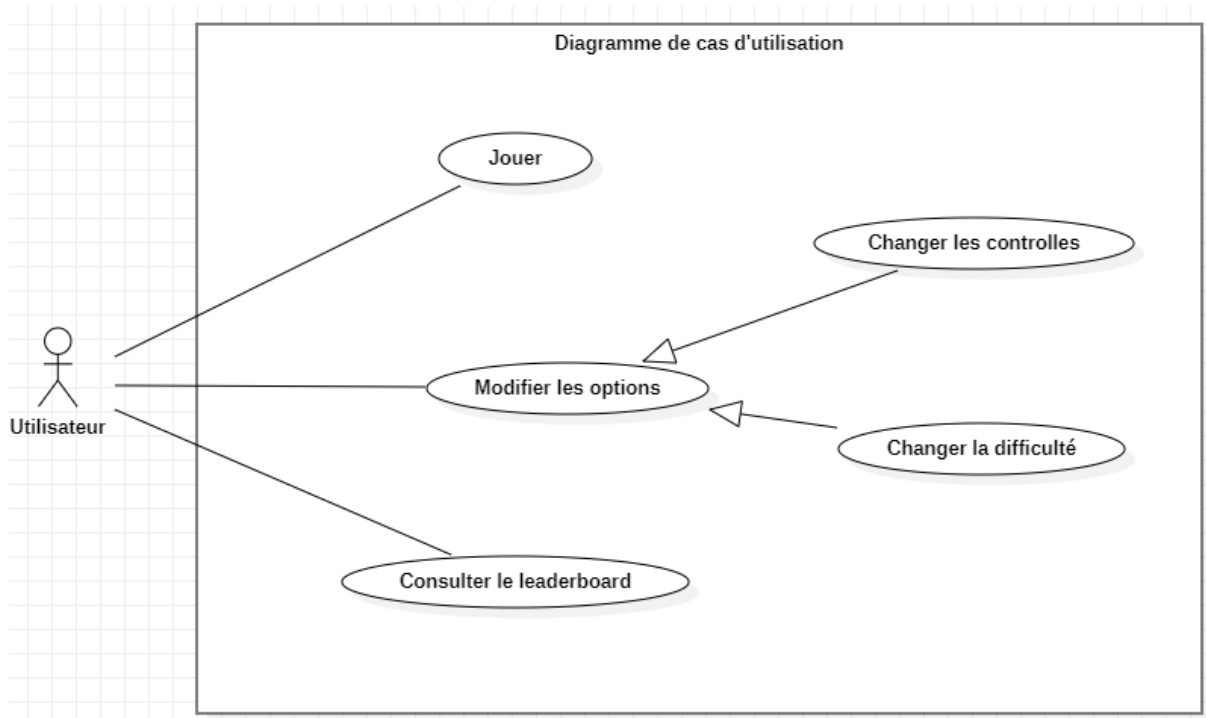 Diagramme de cas d'utilisation
Jouer
Changer les controlles
Modifier les options
Utilisateur
Changer la difficulté
Consulter le leaderboard